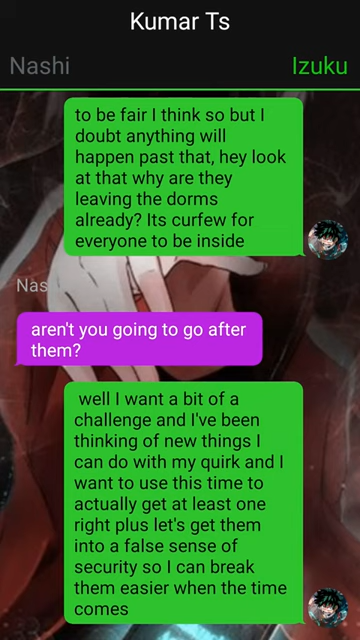 Kumar Ts
Nashi
Izuku
to be fair I think so but I
doubt anything will
happen past that, hey look
at that why are they
leaving the dorms
already? Its curfew for
everyone to be inside
Nas
aren't you going to go after
them?
well I want a bit of a
challenge and I've been
thinking of new things I
can do with my quirk and I
want to use this time to
actually get at least one
right plus let's get them
into a false sense of
security so I can break
them easier when the time
comes